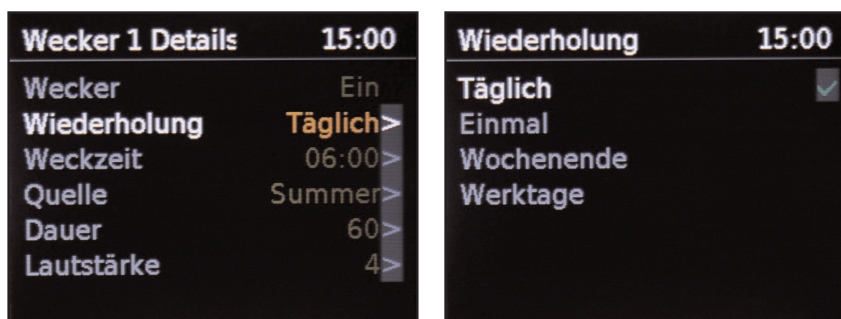 Wecker 1 Details 15:00
Wecker Ein
Wiederholung Täglich>
Weckzeit 06:00>
Quelle Summer>
Dauer 60>
Lautstärke 4>
Wiederholung 15:00
Täglich ✓
Einmal
Wochenende
Werktage